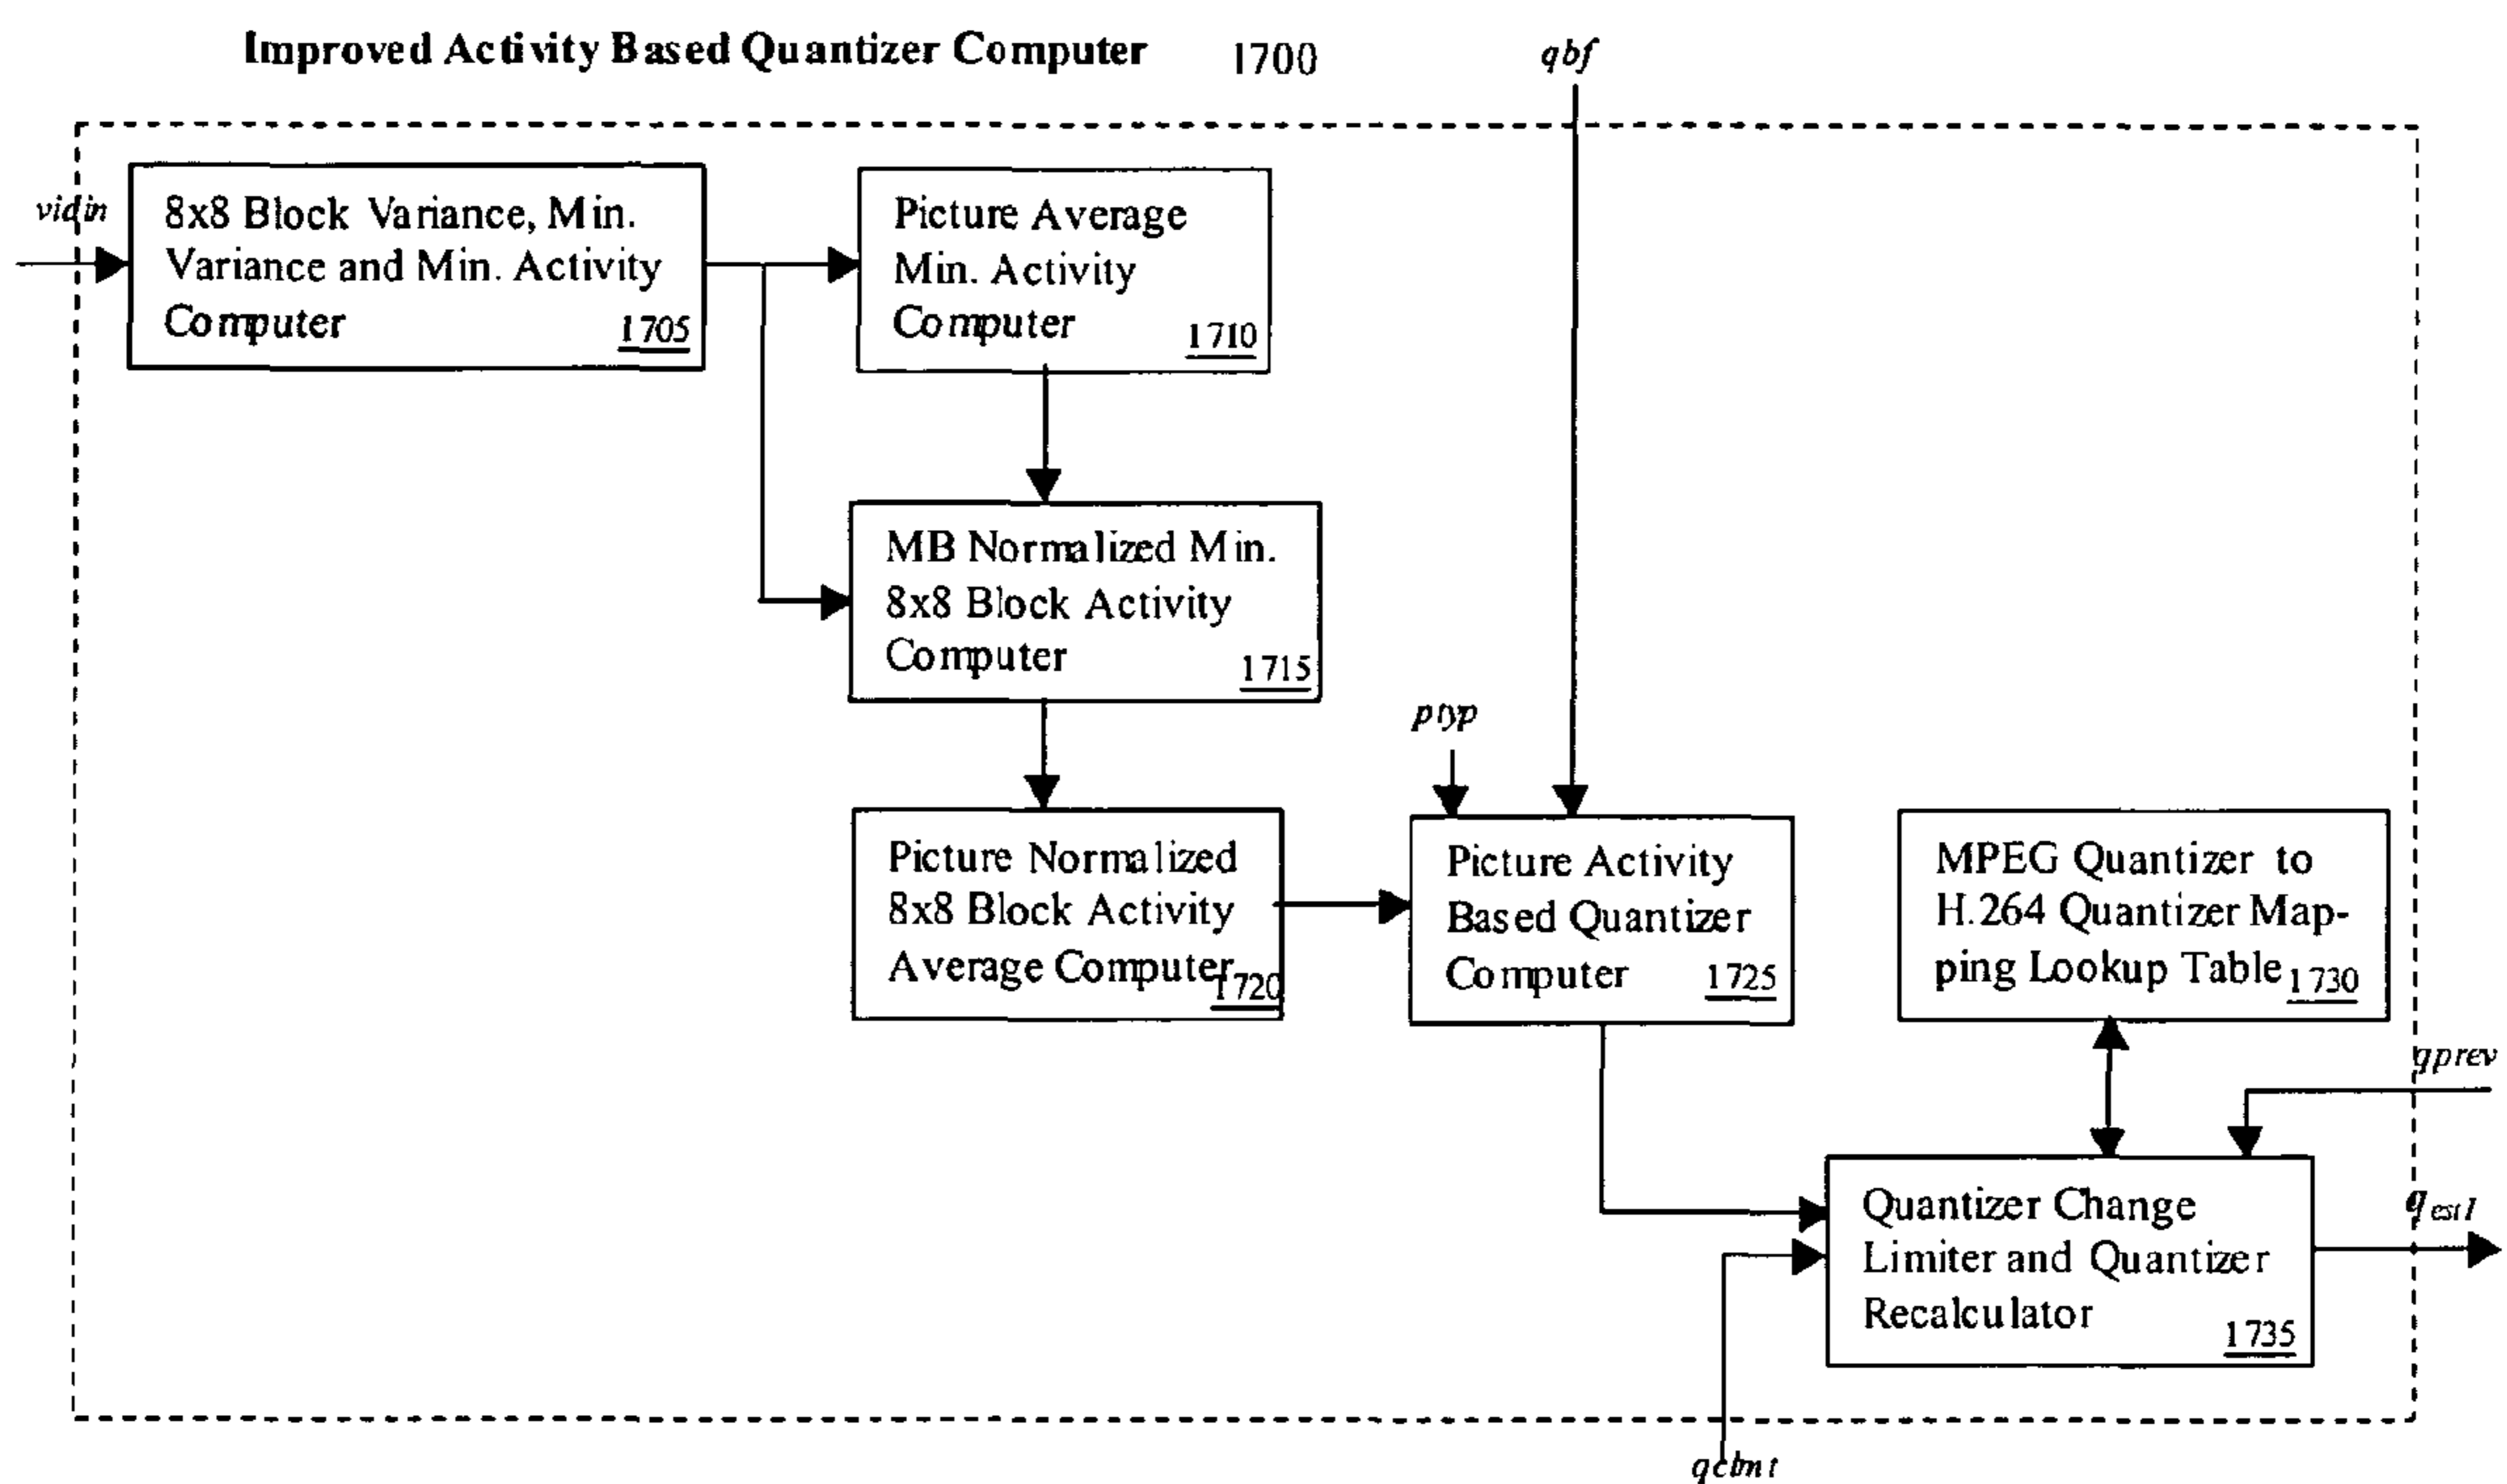 Improved Activity Based Quantizer Computer 1700
qbf
vidin
8x8 Block Variance, Min.
Variance and Min. Activity
Computer 1705
Picture Average
Min. Activity
Computer 1710
MB Normalized Min.
8x8 Block Activity
Computer 1715
ptyp
Picture Normalized
8x8 Block Activity
Average Computer 1720
Picture Activity
Based Quantizer
Computer 1725
MPEG Quantizer to
H.264 Quantizer Map-
ping Lookup Table 1730
qprev
Quantizer Change
Limiter and Quantizer
Recalculator 1735
qest1
qclmt